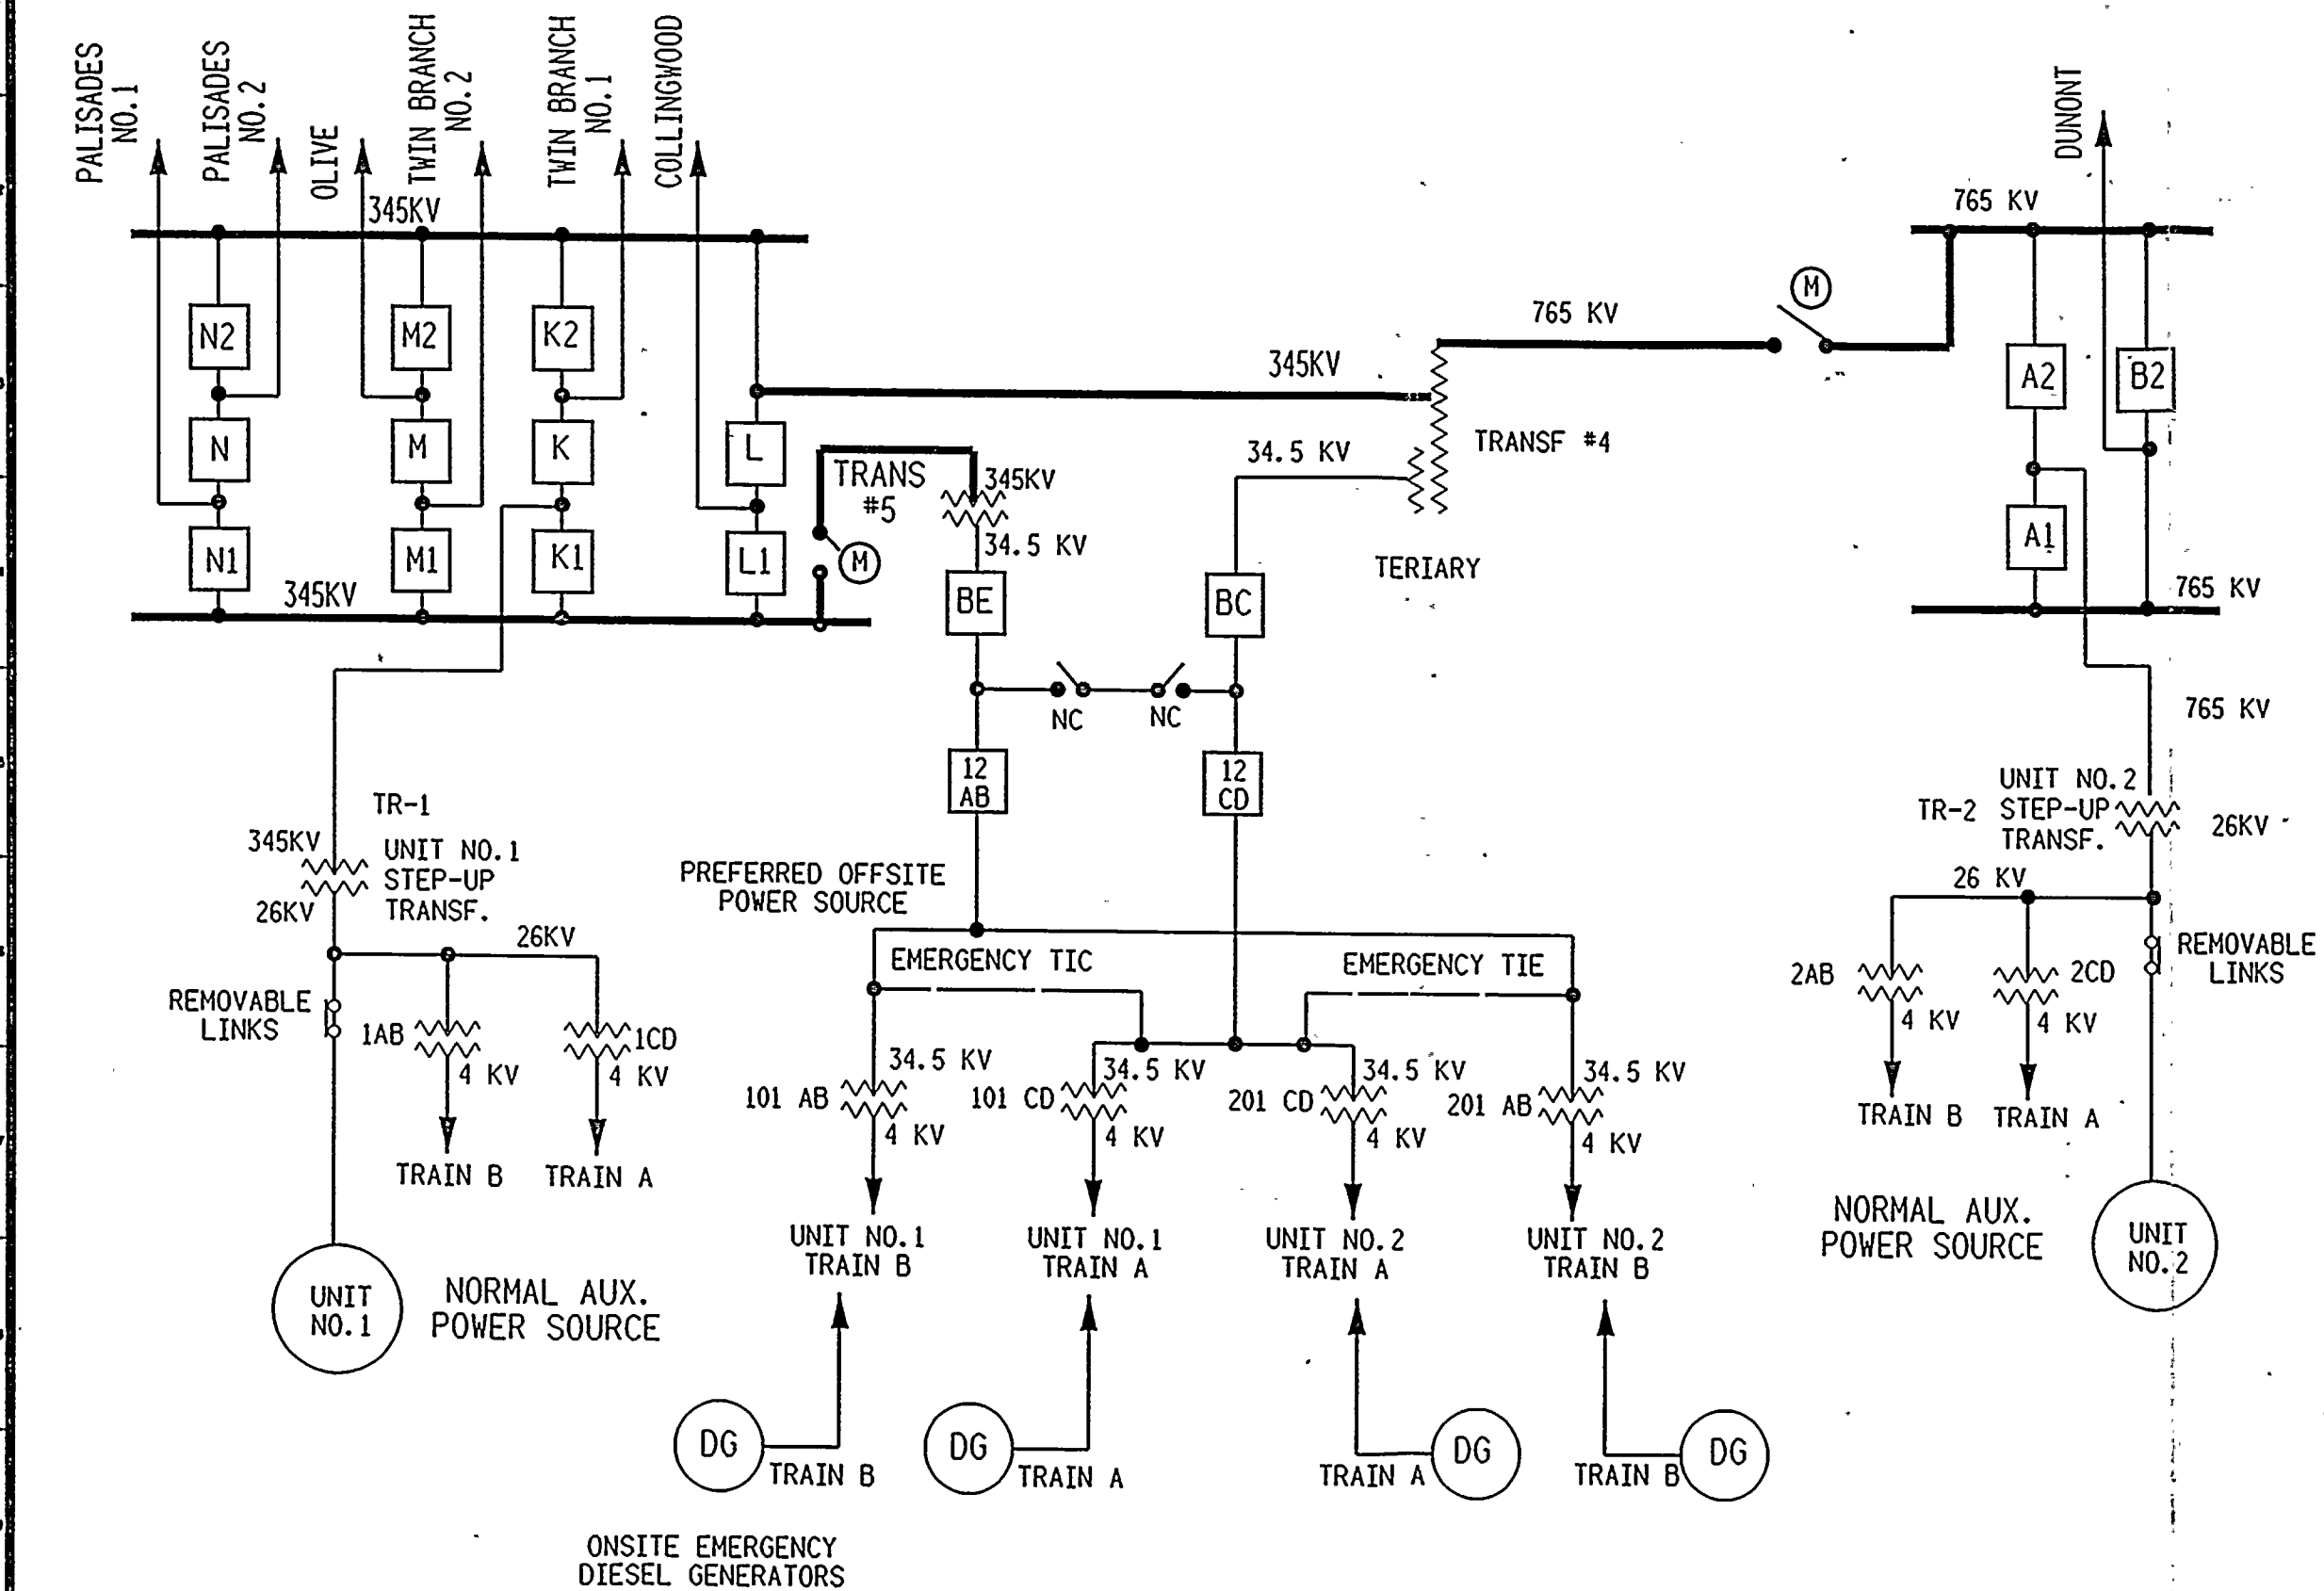 PALISADES
NO.1
PALISADES
NO.2
OLIVE
TWIN BRANCH
NO.2
TWIN BRANCH
NO.1
COLLINGWOOD
DUNONT
345KV
765 KV
M
765 KV
345KV
N2
M2
K2
A2
B2
N
M
K
L
TRANS
#5
345KV
34.5 KV
TRANSF #4
N1
M1
K1
L1
M
34.5 KV
TERIARY
A1
345KV
BE
BC
765 KV
NC
NC
765 KV
12
AB
12
CD
TR-1
345KV
UNIT NO.1
STEP-UP
TRANSF.
26KV
UNIT NO.2
TR-2 STEP-UP
TRANSF.
26KV
PREFERRED OFFSITE
POWER SOURCE
26 KV
26KV
EMERGENCY TIC
EMERGENCY TIE
REMOVABLE
LINKS
REMOVABLE
LINKS
1AB
4 KV
1CD
4 KV
2AB
4 KV
2CD
4 KV
34.5 KV
101 AB
4 KV
34.5 KV
101 CD
4 KV
34.5 KV
201 CD
4 KV
34.5 KV
201 AB
4 KV
TRAIN B
TRAIN A
TRAIN B
TRAIN A
UNIT NO.1
TRAIN B
UNIT NO.1
TRAIN A
UNIT NO.2
TRAIN A
UNIT NO.2
TRAIN B
NORMAL AUX.
POWER SOURCE
UNIT
NO.2
UNIT
NO.1
NORMAL AUX.
POWER SOURCE
DG
TRAIN B
DG
TRAIN A
TRAIN A
DG
TRAIN B
DG
ONSITE EMERGENCY
DIESEL GENERATORS